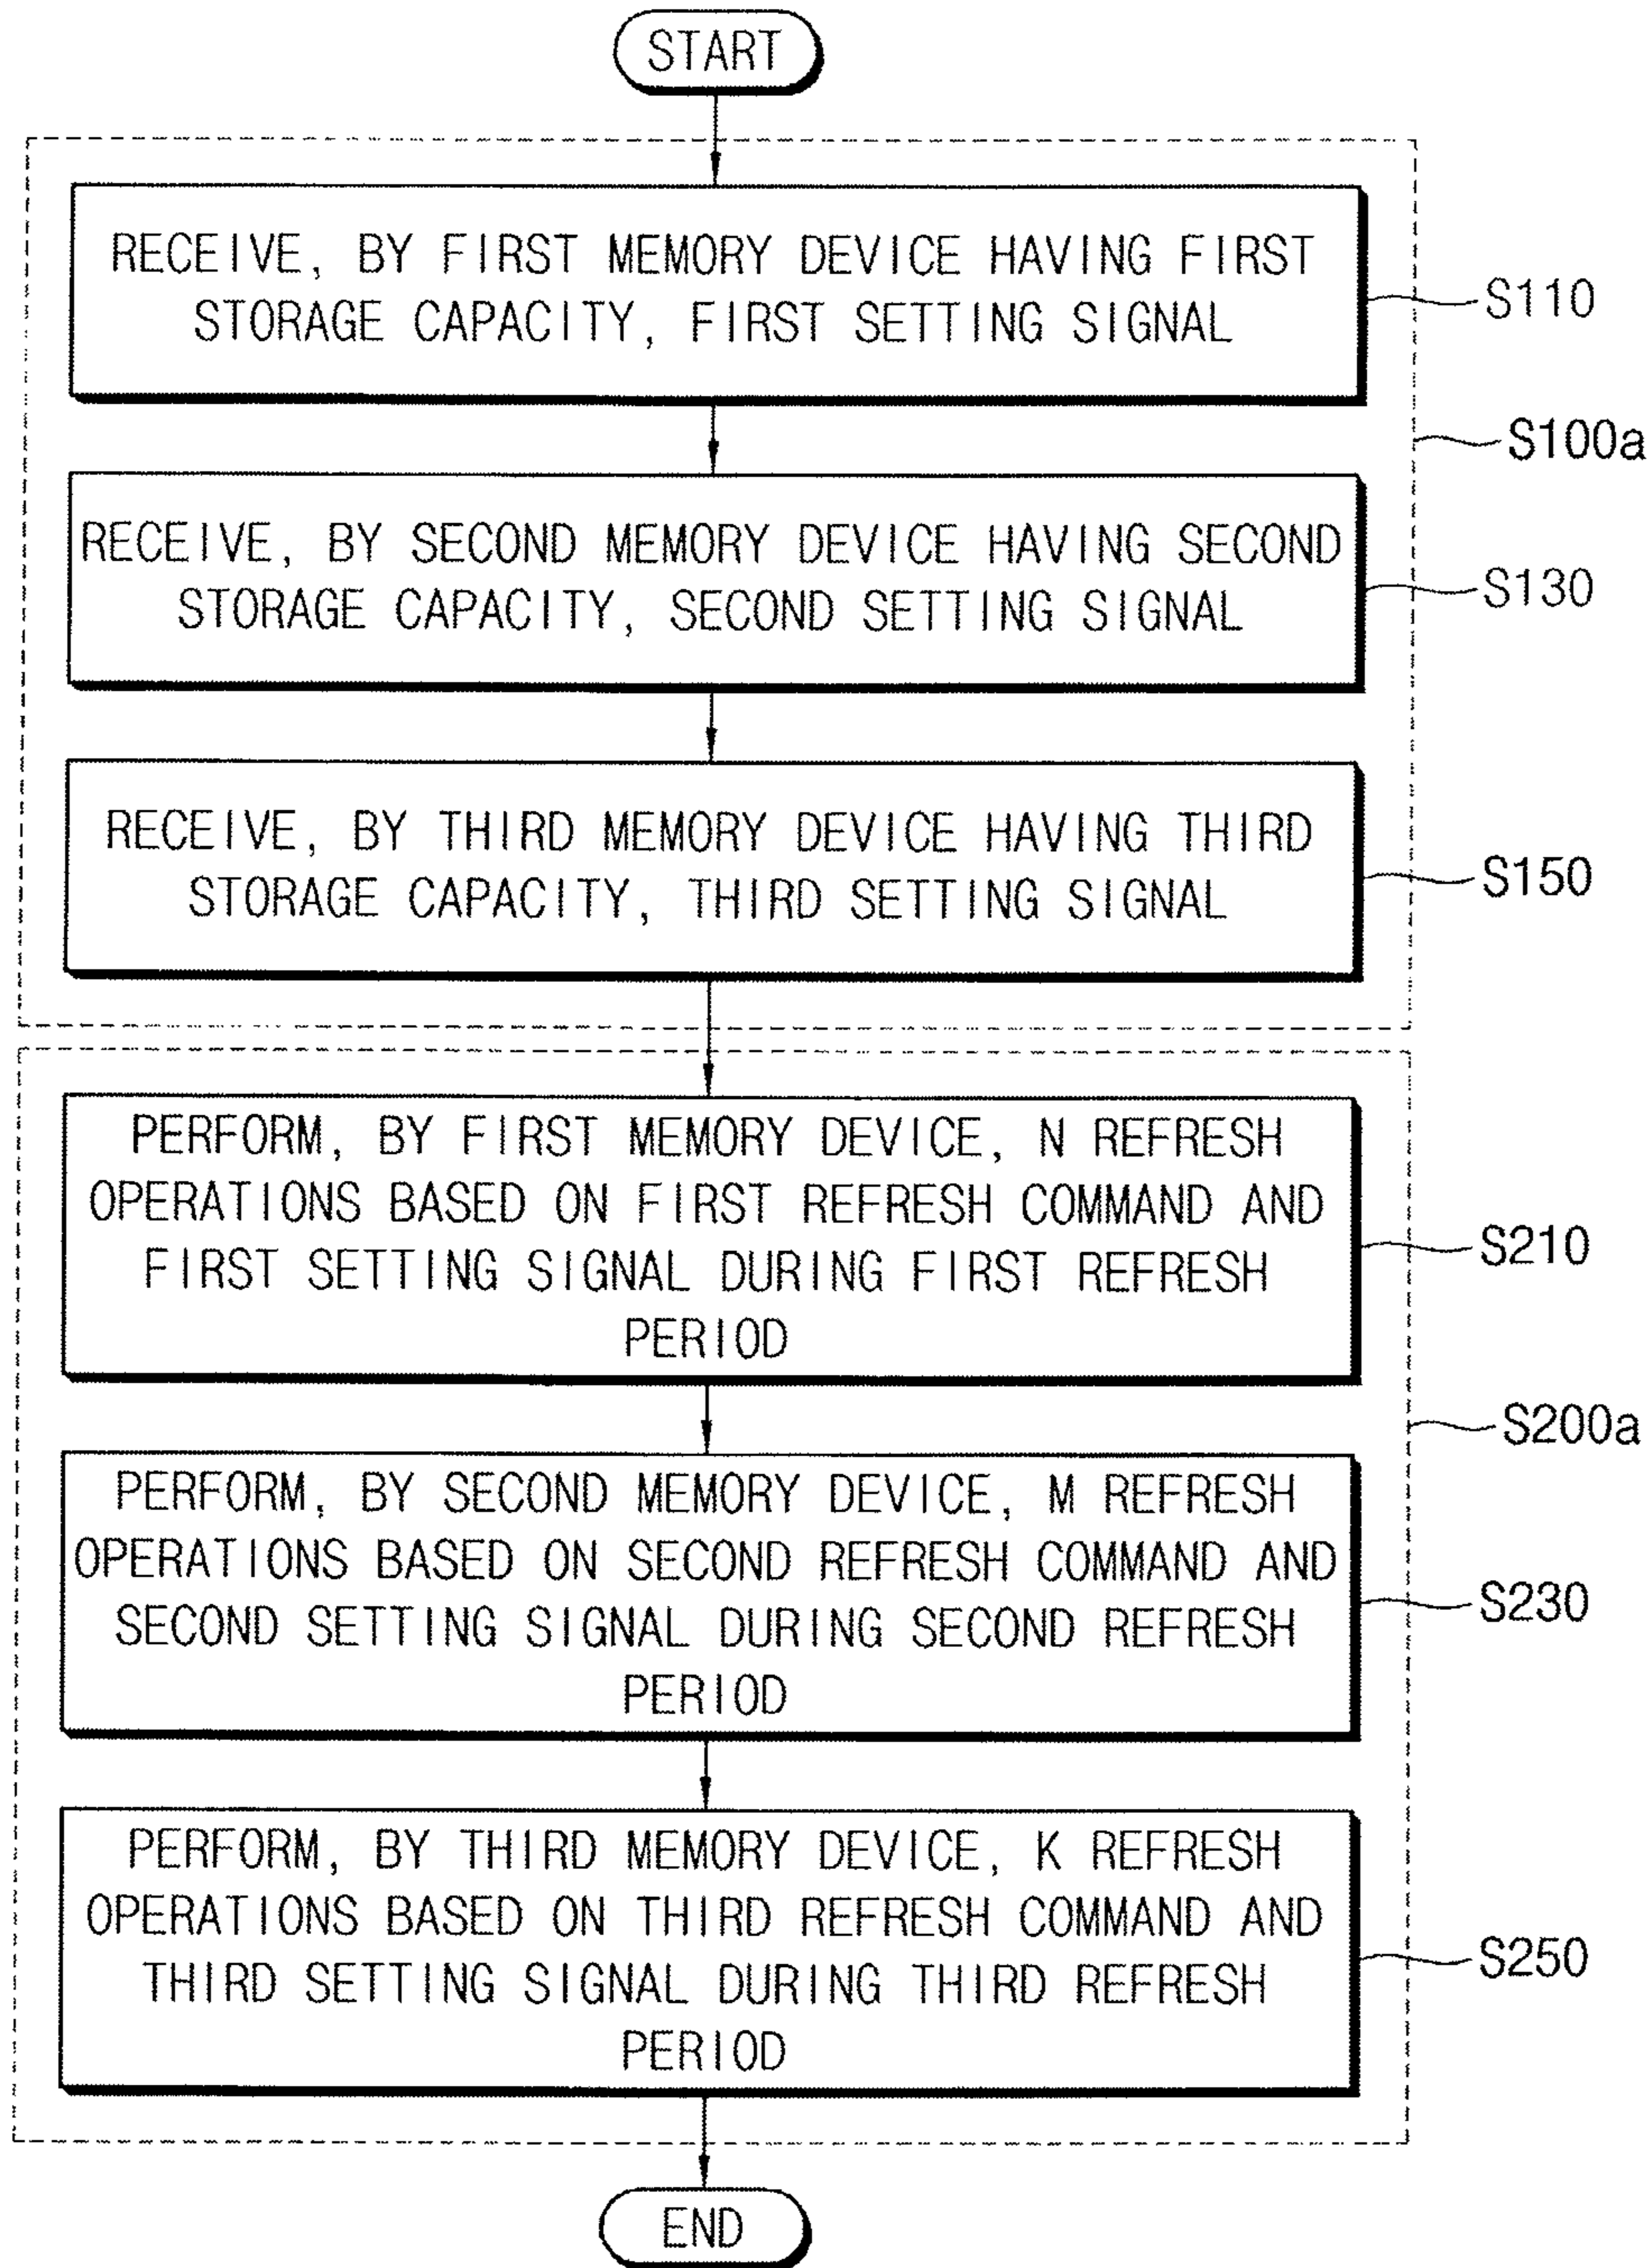 START
RECEIVE, BY FIRST MEMORY DEVICE HAVING FIRST
STORAGE CAPACITY, FIRST SETTING SIGNAL
S110
S100a
RECEIVE, BY SECOND MEMORY DEVICE HAVING SECOND
STORAGE CAPACITY, SECOND SETTING SIGNAL
S130
RECEIVE, BY THIRD MEMORY DEVICE HAVING THIRD
STORAGE CAPACITY, THIRD SETTING SIGNAL
S150
PERFORM, BY FIRST MEMORY DEVICE, N REFRESH
OPERATIONS BASED ON FIRST REFRESH COMMAND AND
FIRST SETTING SIGNAL DURING FIRST REFRESH
PERIOD
S210
S200a
PERFORM, BY SECOND MEMORY DEVICE, M REFRESH
OPERATIONS BASED ON SECOND REFRESH COMMAND AND
SECOND SETTING SIGNAL DURING SECOND REFRESH
PERIOD
S230
PERFORM, BY THIRD MEMORY DEVICE, K REFRESH
OPERATIONS BASED ON THIRD REFRESH COMMAND AND
THIRD SETTING SIGNAL DURING THIRD REFRESH
PERIOD
S250
END